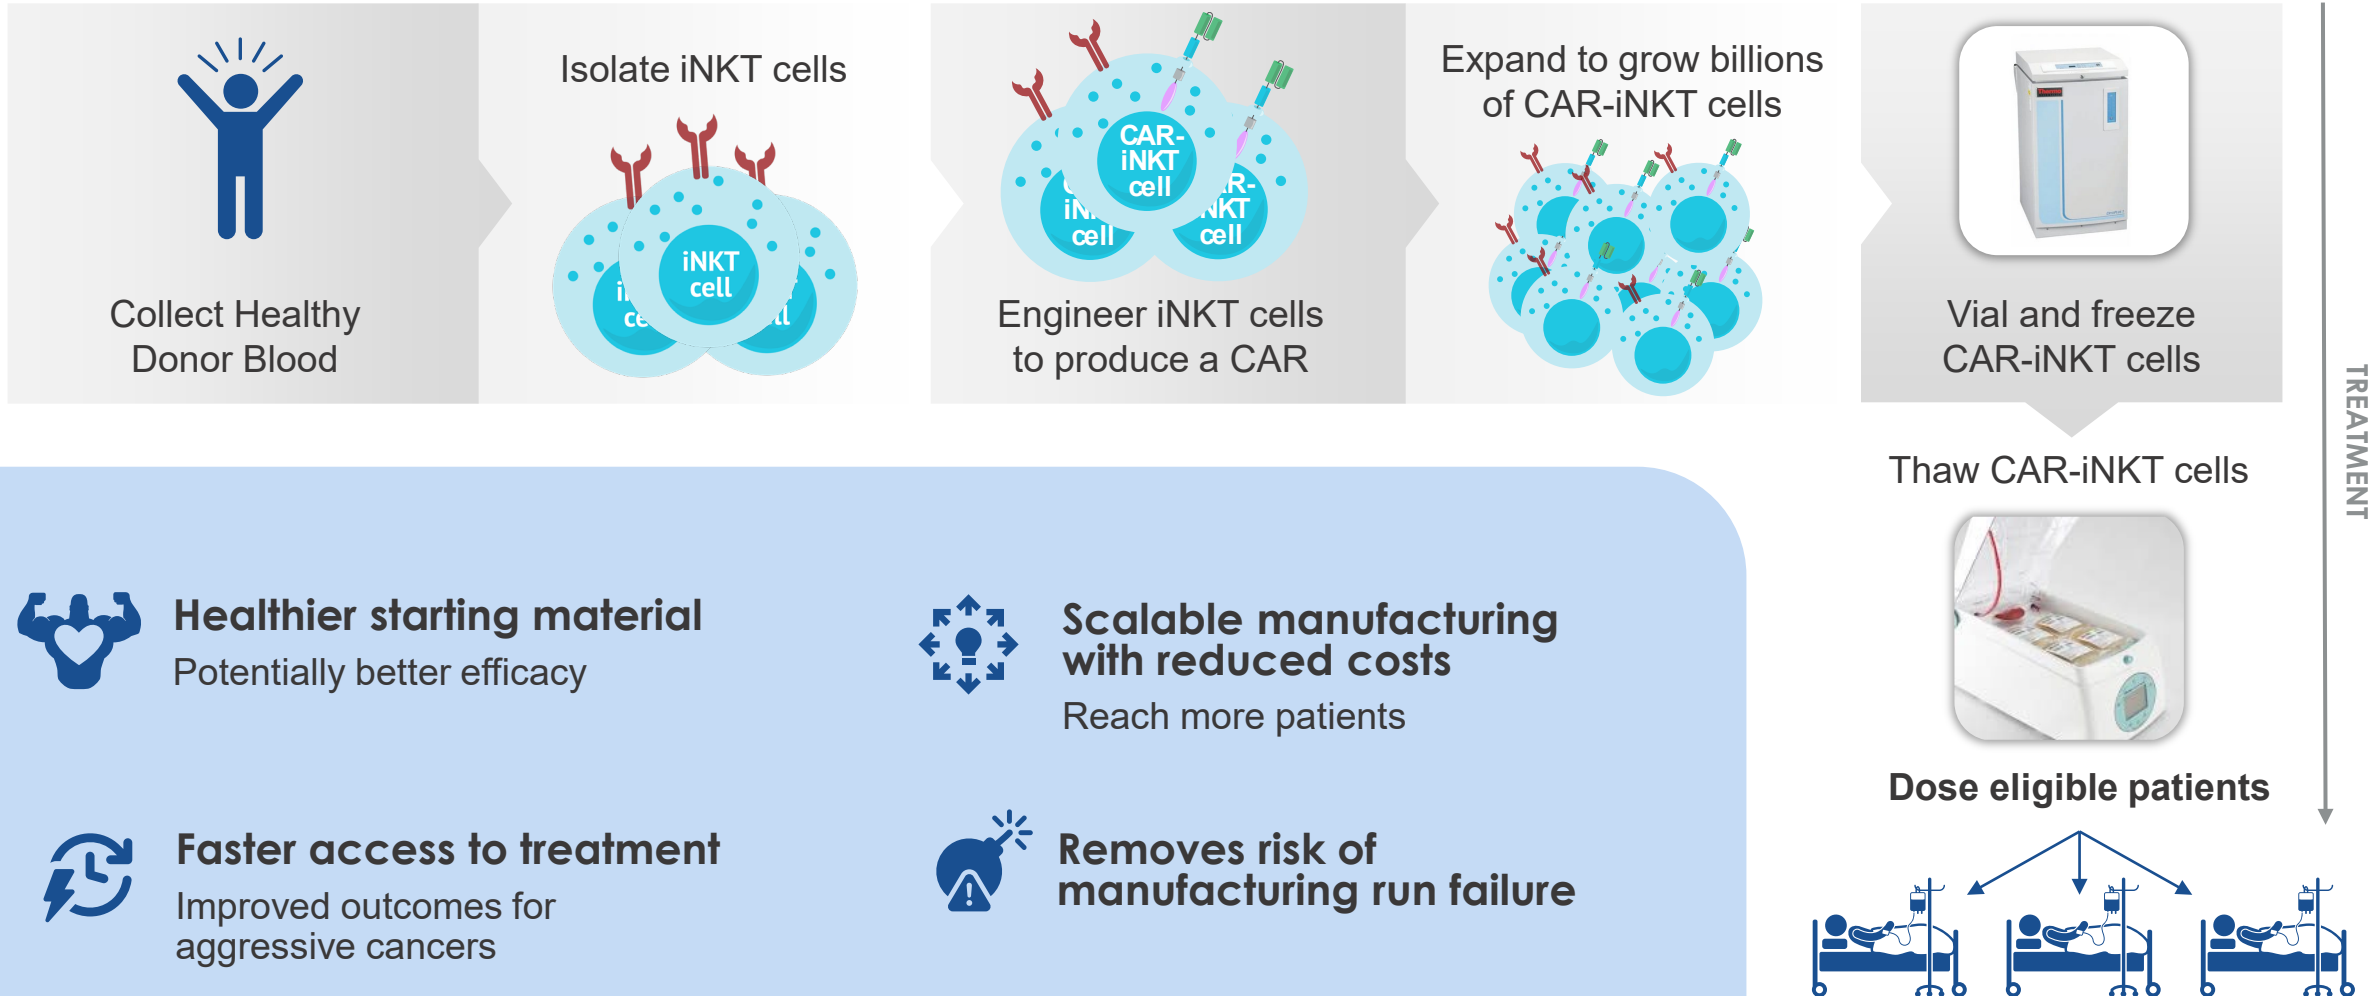 Collect Healthy
Donor Blood
Isolate iNKT cells
iNKT
cell
CAR-
iNKT
cell
cell
NKT
cell
Engineer iNKT cells
to produce a CAR
Expand to grow billions
of CAR-iNKT cells
Vial and freeze
CAR-iNKT cells
TREATMENT
Thaw CAR-iNKT cells
Dose eligible patients
Healthier starting material
Potentially better efficacy
Scalable manufacturing
with reduced costs
Reach more patients
Faster access to treatment
Improved outcomes for
aggressive cancers
Removes risk of
manufacturing run failure